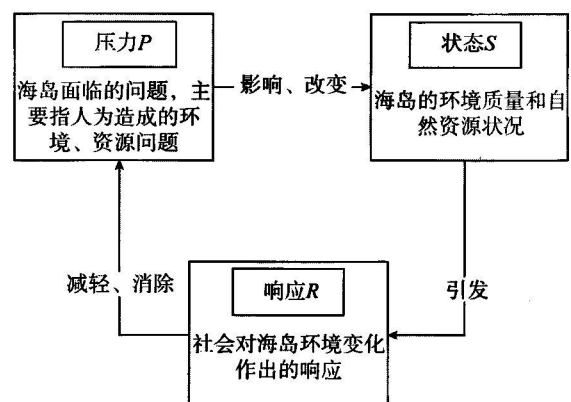 压力P
海岛面临的问题，主
要指人为造成的环
境、资源问题
影响、改变
状态S
海岛的环境质量和自
然资源状况
减轻、消除
引发
响应R
社会对海岛环境变化
作出的响应